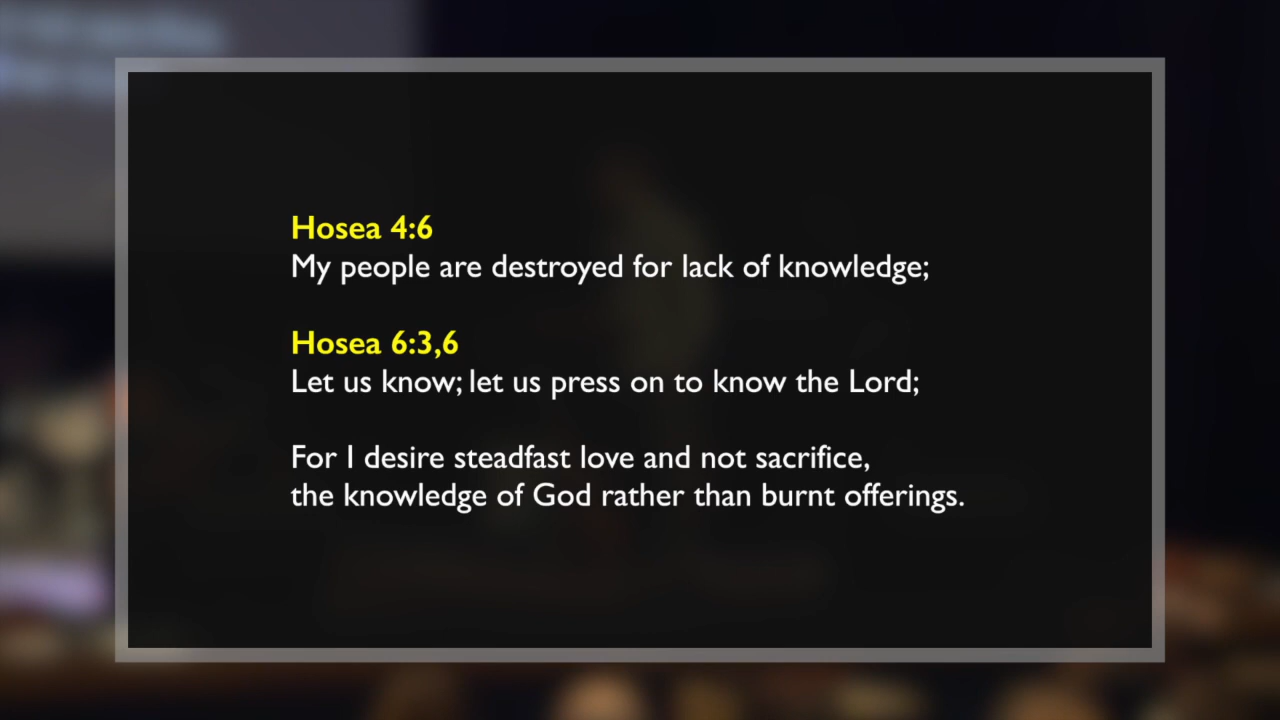 Hosea 4:6
My people are destroyed for lack of knowledge;
Hosea 6:3,6
Let us know; let us press on to know the Lord;
For I desire steadfast love and not sacrifice,
the knowledge of God rather than burnt offerings.